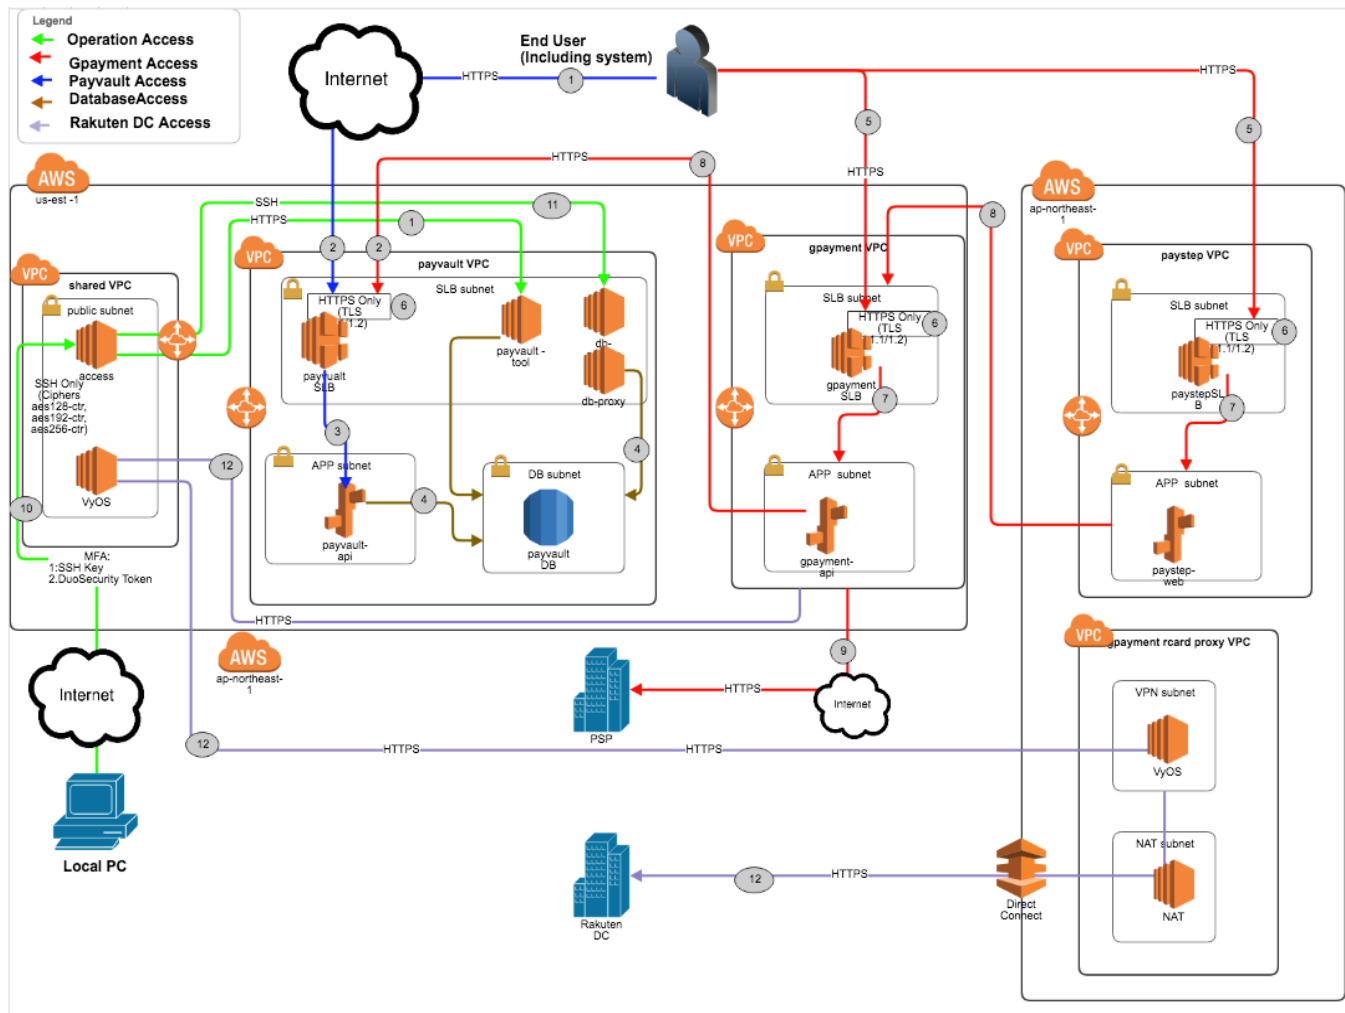 Legend
Operation Access
Gpayment Access
Payvault Access
DatabaseAccess
Rakuten DC Access
Internet
HTTPS
1
End User
(Including system)
HTTPS
5
5
HTTPS
HTTPS
8
AWS
us-est -1
SSH
11
HTTPS
1
2
2
8
AWS
ap-northeast-
1
VPC
shared VPC
public subnet
access
SSH Only
(Ciphers
aes128-ctr,
aes192-ctr,
aes256-ctr)
VyOS
10
MFA:
1:SSH Key
2.DuoSecurity Token
VPC
payvault VPC
SLB subnet
HTTPS Only
(TLS
/1.2)
6
payvualt
SLB
payvault -
tool
db-
db-proxy
3
4
4
12
APP subnet
payvault-
api
DB subnet
payvault
DB
VPC
gpayment VPC
SLB subnet
HTTPS Only
(TLS
1.1/1.2)
6
gpayment
SLB
7
APP subnet
gpayment-
api
VPC
paystep VPC
SLB subnet
HTTPS Only
(TLS
1.1/1.2)
6
paystepSL
B
7
APP subnet
paystep-
web
HTTPS
AWS
ap-northeast-
1
9
HTTPS
Internet
PSP
Internet
Local PC
12
HTTPS
HTTPS
VPC
gpayment rcard proxy VPC
VPN subnet
VyOS
NAT subnet
NAT
Direct
Connect
HTTPS
12
Rakuten
DC